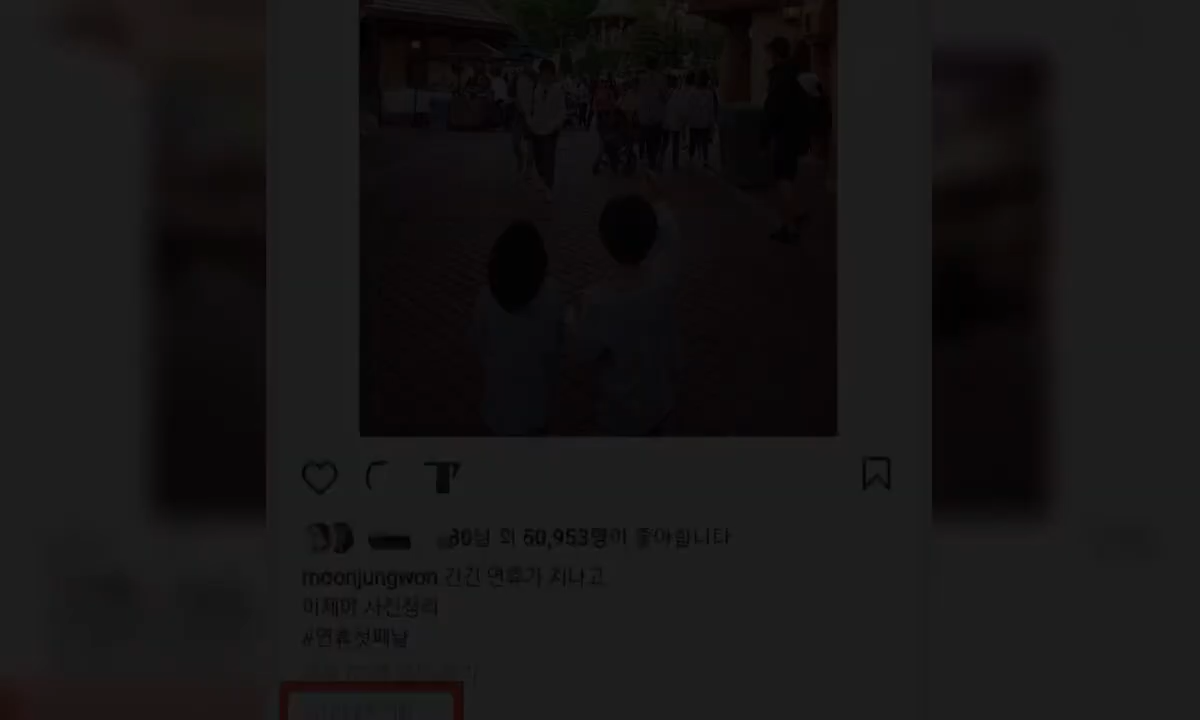 외 60,953명이 좋아합니다
moonjungwon 긴긴 연휴가 지나고
이제야 사진정리
#연휴첫째날